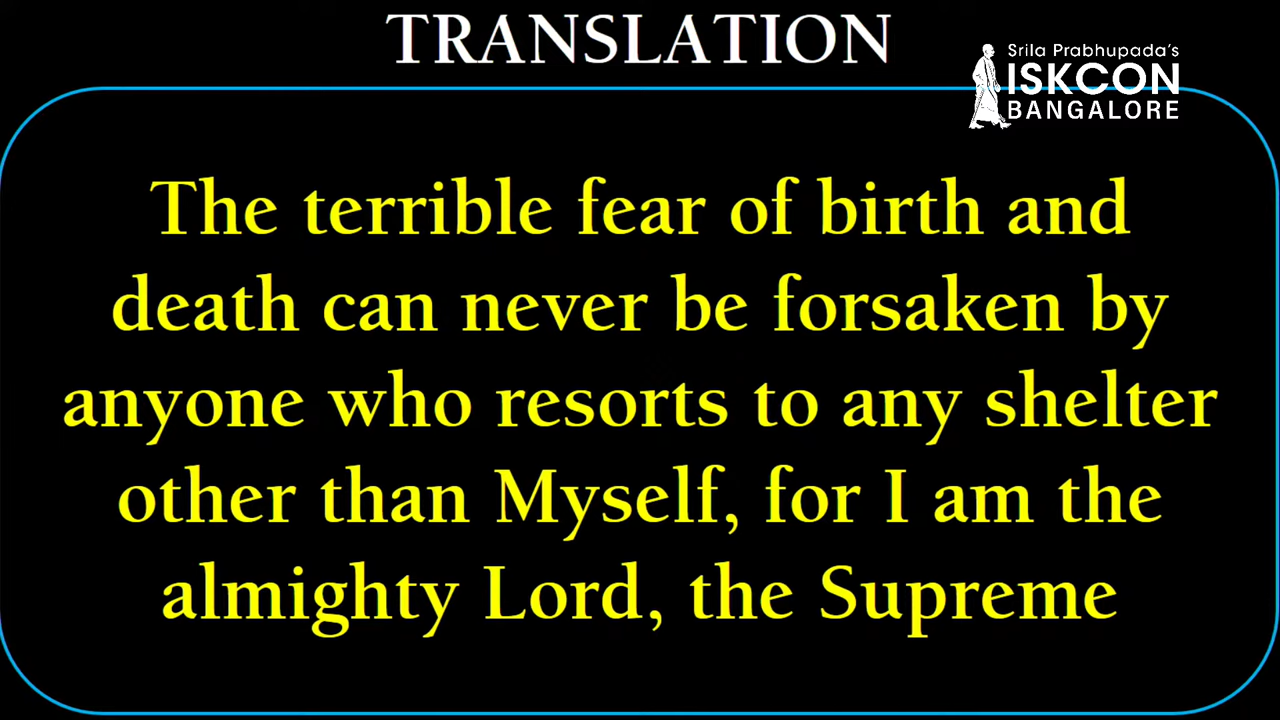 TRANSLATION
Srila Prabhupada's
ISKCON
BANGALORE
The terrible fear of birth and
death can never be forsaken by
anyone who resorts to any shelter
other than Myself, for I am the
almighty Lord, the Supreme